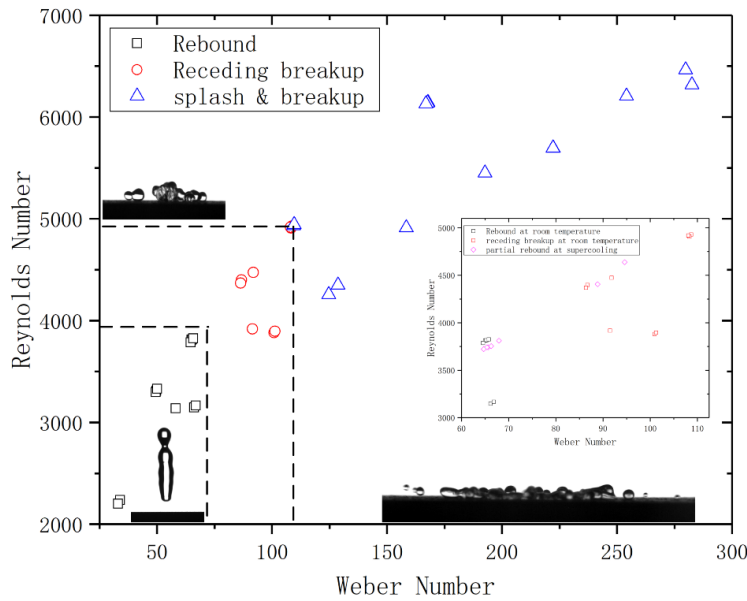 Rebound
Receding breakup
splash & breakup
Reynolds Number
7000
6000
5000
4000
3000
2000
50
100
150
200
250
300
Weber Number
Rebound at room temperature
receding breakup at room temperature
partial rebound at supercooling
Reynolds Number
5000
4500
4000
3500
3000
60
70
80
90
100
110
Weber Number